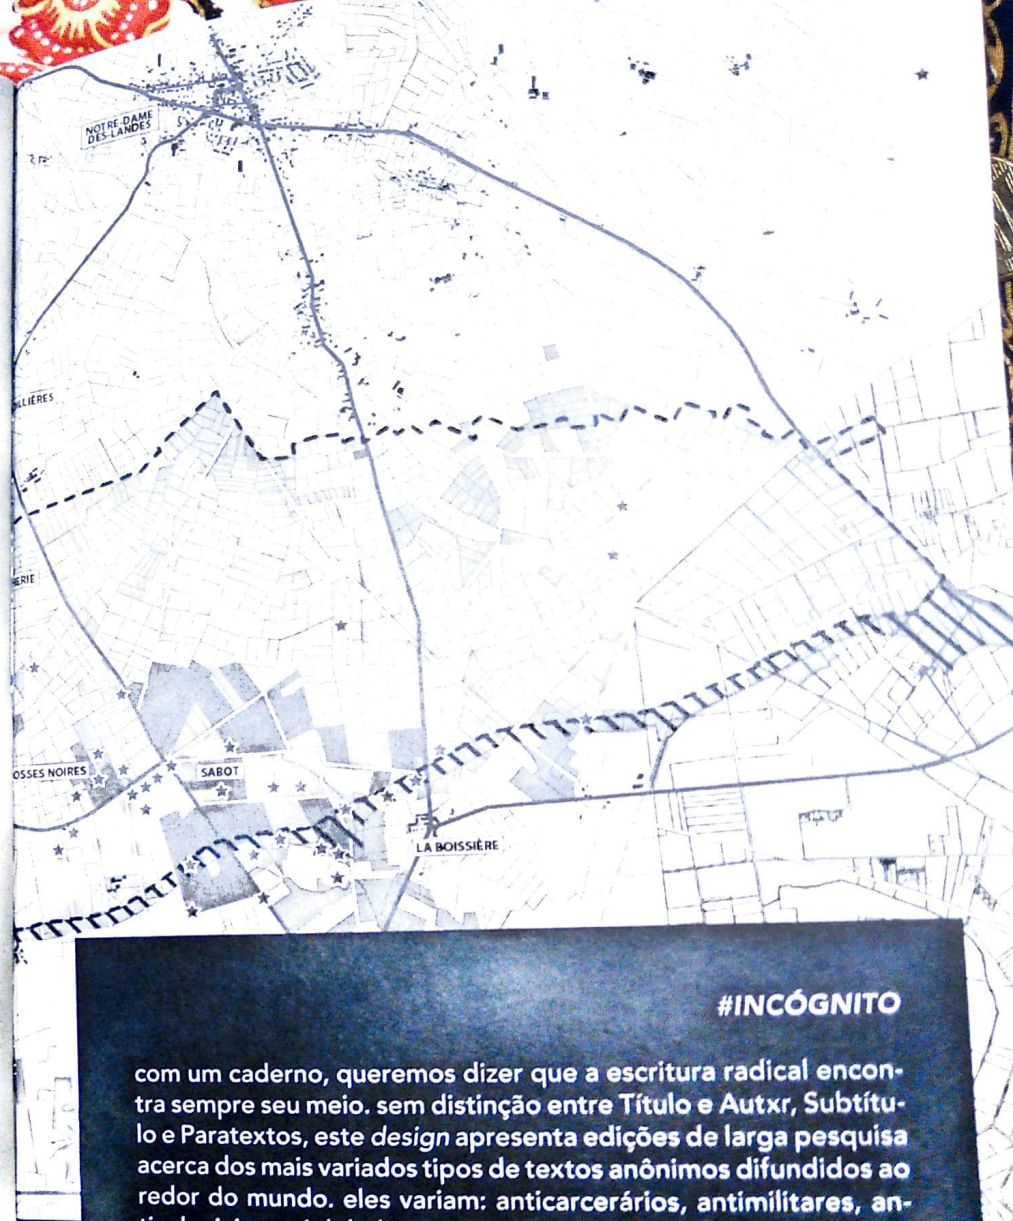 NOTRE-DAME
DES-LANDES
LLIÈRES
ERIE
OSSES NOIRES
SABOT
LA BOISSIÈRE
#INCÓGNITO
com um caderno, queremos dizer que a escritura radical encon-
tra sempre seu meio. sem distinção entre Título e Autxr, Subtítu-
lo e Paratextos, este design apresenta edições de larga pesquisa
acerca dos mais variados tipos de textos anônimos difundidos ao
redor do mundo. eles variam: anticarcerários, antimilitares, an-